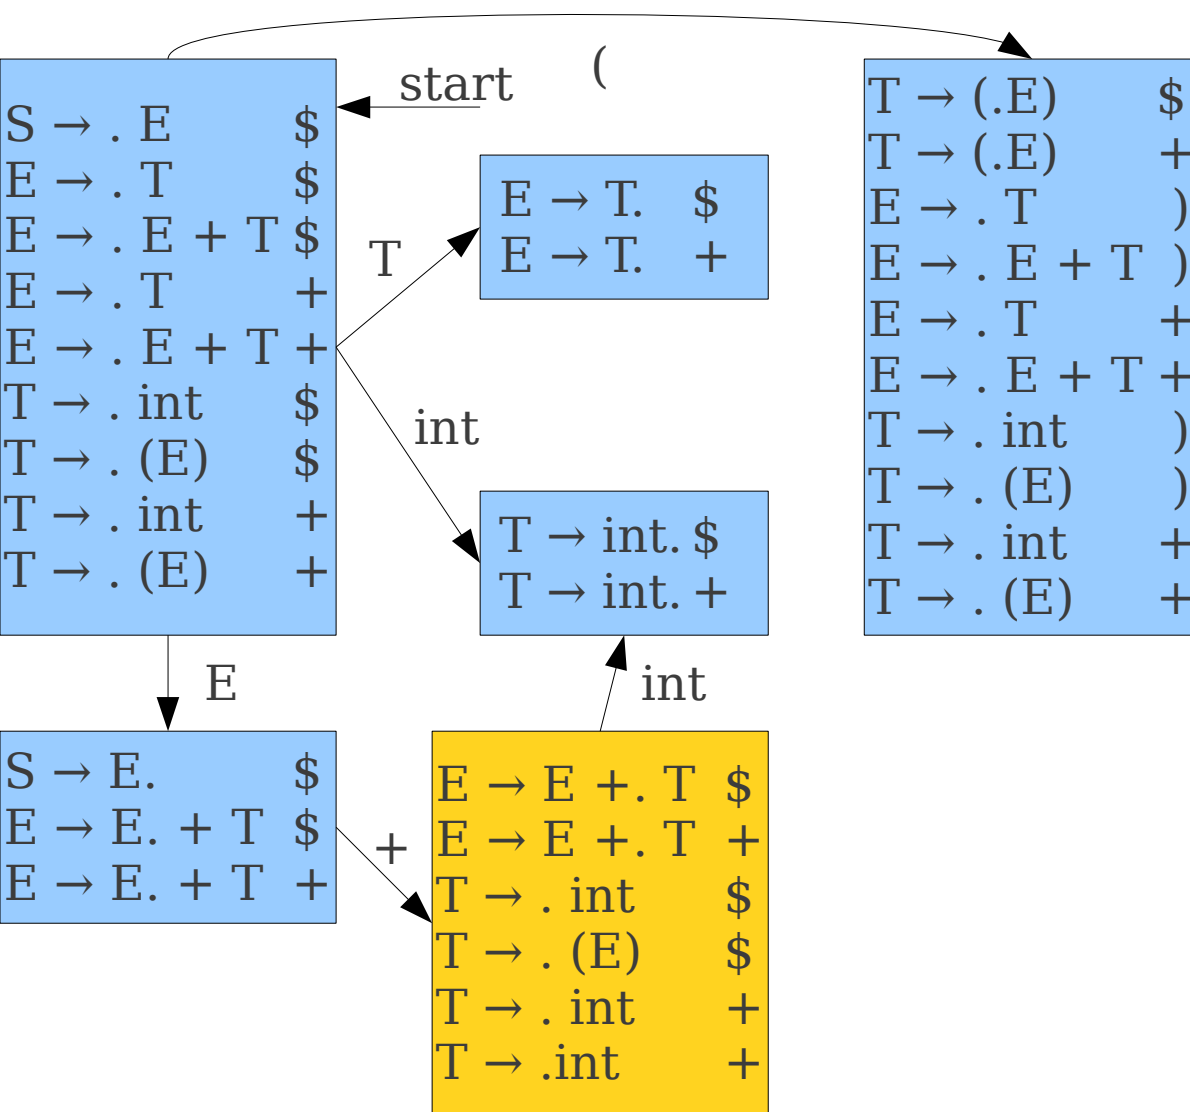 (
start
S → . E $
E → . T $
E → . E + T $
E → . T +
E → . E + T +
T → . int $
T → . (E) $
T → . int +
T → . (E) +
T
E → T. $
E → T. +
int
T → int. $
T → int. +
T → (.E) $
T → (.E) +
E → . T )
E → . E + T )
E → . T +
E → . E + T +
T → . int )
T → . (E) )
T → . int +
T → . (E) +
E
int
S → E. $
E → E. + T $
E → E. + T +
+
E → E +. T $
E → E +. T +
T → . int $
T → . (E) $
T → . int +
T → .int +